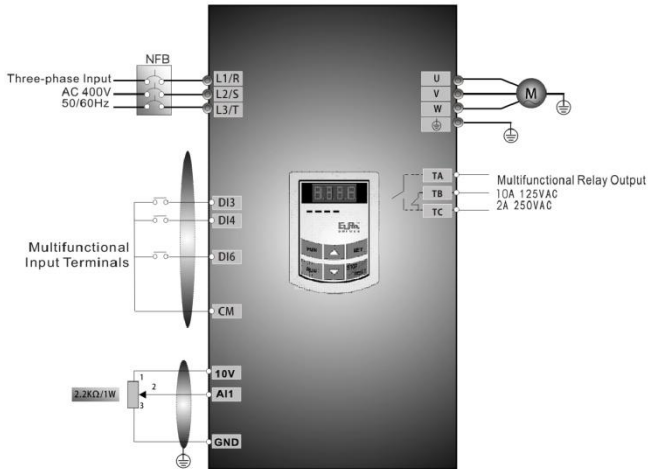 NFB
Three-phase Input
AC 400V
50/60Hz
L1/R
L2/S
L3/T
U
V
W
M
TA
TB
TC
Multifunctional Relay Output
10A 125VAC
2A 250VAC
DI3
DI4
DI6
CM
Multifunctional
Input Terminals
10V
AI1
GND
1
2
3
2.2KΩ/1W
RUN